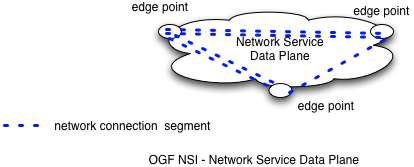 edge point
edge point
Network Service
Data Plane
edge point
network connection segment
OGF NSI - Network Service Data Plane